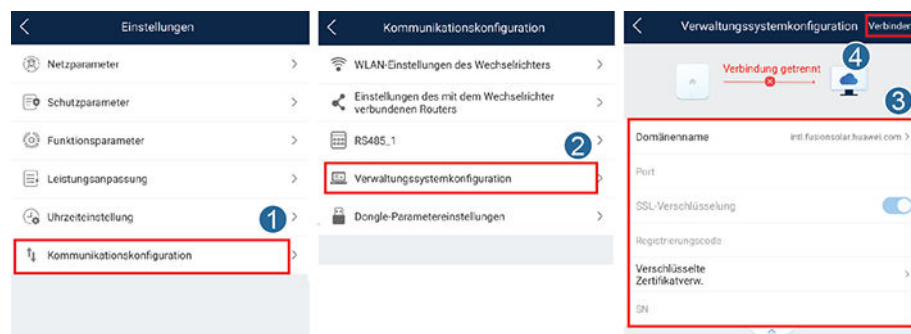 Einstellungen
Netzparameter
Schutzparameter
Funktionsparameter
Leistungsanpassung
Uhrzeiteinstellung
1
Kommunikationskonfiguration
Kommunikationskonfiguration
WLAN-Einstellungen des Wechselrichters
Einstellungen des mit dem Wechselrichter
verbundenen Routers
RS485_1
2
Verwaltungssystemkonfiguration
Dongle-Parametereinstellungen
Verwaltungssystemkonfiguration Verbinden
4
Verbindung getrennt
3
Domänenname intl.fusionsolar.huawei.com
Port
SSL-Verschlüsselung
Registrierungscode
Verschlüsselte
Zertifikatverw.
SN